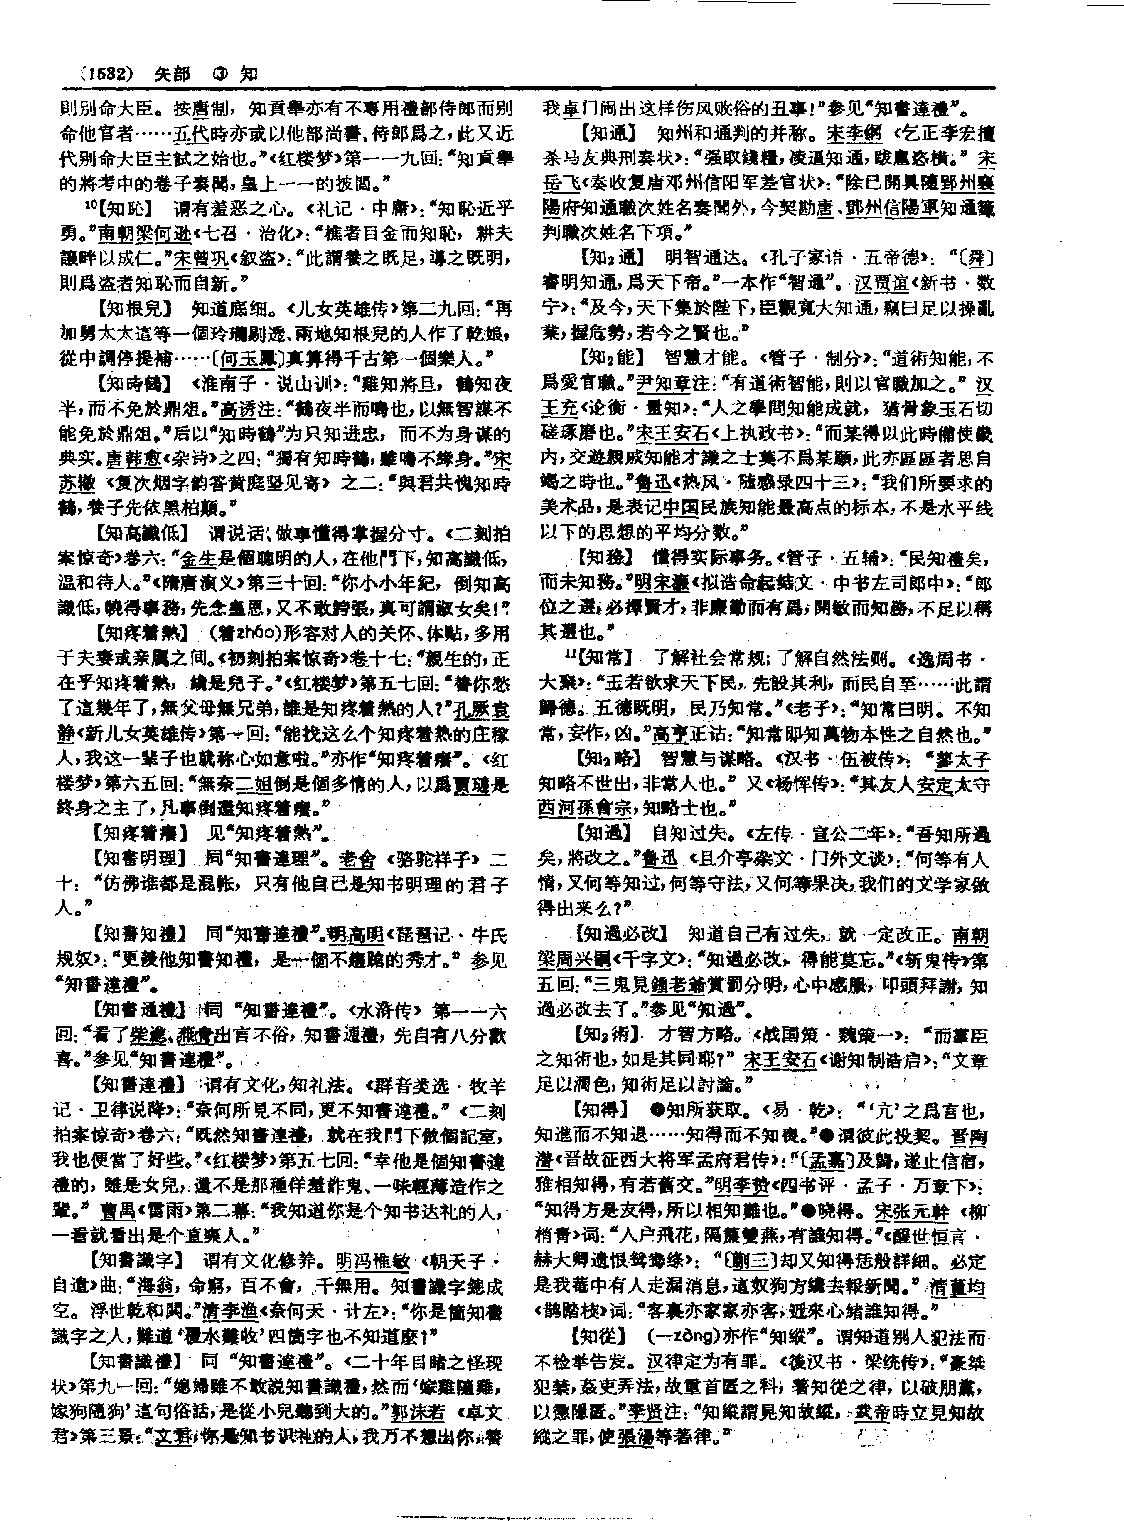 （1532） 矢部 ③ 知
則别命大臣。按唐制，知貢舉亦有不專用禮部侍郎而别
命他官者……五代時亦或以他部尚書、侍郎爲之，此又近
代别命大臣主試之始也。”《红楼梦》第一一九回：“知貢舉
的將考中的卷子奏聞，皇上一一的披閲。”
¹⁰【知恥】 谓有羞恶之心。《礼记·中庸》：“知恥近乎
勇。”南朝梁何逊《七召·治化》：“樵者目金而知恥，耕夫
讓畔以成仁。”宋曾巩《叙盗》：“此謂養之既足，導之既明，
則爲盗者知恥而自新。”
【知根兒】 知道底细。《儿女英雄传》第二九回：“再
加舅太太這等一個玲瓏剔透、兩地知根兒的人作了乾娘，
從中調停提補……〔何玉鳳〕真算得千古第一個樂人。”
【知時鶴】 《淮南子·说山训》：“雞知將旦，鶴知夜
半，而不免於鼎俎。”高诱注：“鶴夜半而鳴也，以無智謀不
能免於鼎俎。”后以“知時鶴”为只知进忠，而不为身谋的
典实。唐韩愈《杂诗》之四：“獨有知時鶴，雖鳴不緣身。”宋
苏辙《复次烟字韵答黄庭坚见寄》之二：“與君共愧知時
鶴，養子先依黑柏顛。”
【知高識低】 谓说话、做事懂得掌握分寸。《二刻拍
案惊奇》卷六：“金生是個聰明的人，在他門下，知高識低，
温和待人。”《隋唐演义》第三十回：“你小小年紀，倒知高
識低，曉得事務，先念皇恩，又不敢誇張，真可謂淑女矣！”
【知疼着熱】 （着zháo）形容对人的关怀、体贴，多用
于夫妻或亲属之间。《初刻拍案惊奇》卷十七：“親生的，正
在乎知疼着熱，纔是兒子。”《红楼梦》第五七回：“替你愁
了這幾年了，無父母無兄弟，誰是知疼着熱的人？”孔厥袁
静《新儿女英雄传》第一回：“能找这么个知疼着热的庄稼
人，我这一辈子也就称心如意啦。”亦作“知疼着癢”。《红
楼梦》第六五回：“無奈二姐倒是個多情的人，以爲賈璉是
終身之主了，凡事倒還知疼着癢。”
【知疼着癢】 见“知疼着熱”。
【知書明理】 同“知書達理”。老舍《骆驼祥子》二
十：“仿佛谁都是混帐，只有他自己是知书明理的君子
人。”
【知書知禮】 同“知書達禮”。明高明《琵琶记·牛氏
规奴》：“更羨他知書知禮，是一個不趨蹌的秀才。”参见
“知書達禮”。
【知書通禮】 同“知書達禮”。《水浒传》第一一六
回：“看了柴進、燕青出言不俗，知書通禮，先自有八分歡
喜。”参见“知書達禮”。
【知書達禮】 谓有文化，知礼法。《群音类选·牧羊
记·卫律说降》：“奈何所見不同，更不知書達禮。”《二刻
拍案惊奇》卷六：“既然知書達禮，就在我門下做個記室，
我也便當了好些。”《红楼梦》第五七回：“幸他是個知書達
禮的，雖是女兒，還不是那種佯羞詐鬼、一味輕薄造作之
輩。”曹禺《雷雨》第二幕：“我知道你是个知书达礼的人，
一看就看出是个直爽人。”
【知書識字】 谓有文化修养。明冯惟敏《朝天子·
自遣》曲：“海翁，命窮，百不會，千無用。知書識字總成
空。浮世乾和鬨。”清李渔《奈何天·计左》：“你是箇知書
識字之人，難道‘覆水難收’四箇字也不知道麽！”
【知書識禮】 同“知書達禮”。《二十年目睹之怪现
状》第九一回：“媳婦雖不敢説知書識禮，然而‘嫁雞隨雞，
嫁狗隨狗’這句俗話，是從小兒聽到大的。”郭沫若《卓文
君》第三景：“文君，你是知书识礼的人，我万不想出你，替
我卓门闹出这样伤风败俗的丑事！”参见“知書達禮”。
【知通】 知州和通判的并称。宋李綱《乞正李宏擅
杀马友典刑奏状》：“强取錢糧，凌逼知通，跋扈恣横。”宋
岳飞《奏收复唐邓州信阳军差官状》：“除已開具隨郢州襄
陽府知通職次姓名奏聞外，今契勘唐、鄧州信陽軍知通籤
判職次姓名下項。”
【知₂通】 明智通达。《孔子家语·五帝德》：“〔舜〕
睿明知通，爲天下帝。”一本作“智通”。汉贾谊《新书·数
宁》：“及今，天下集於陛下，臣觀寬大知通，竊曰足以操亂
業，握危勢，若今之賢也。”
【知₂能】 智慧才能。《管子·制分》：“道術知能，不
爲愛官職。”尹知章注：“有道術智能，則以官職加之。”汉
王充《论衡·量知》：“人之學問知能成就，猶骨象玉石切
磋琢磨也。”宋王安石《上执政书》：“而某得以此時備使畿
内，交遊親戚知能才識之士莫不爲某願，此亦區區者思自
竭之時也。”鲁迅《热风·随感录四十三》：“我们所要求的
美术品，是表记中国民族知能最高点的标本，不是水平线
以下的思想的平均分数。”
【知務】 懂得实际事务。《管子·五辅》：“民知禮矣，
而未知務。”明宋濂《拟诰命起结文·中书左司郎中》：“郎
位之選，必擇賢才，非廉勤而有爲，開敏而知務，不足以稱
其選也。”
¹¹【知常】 了解社会常规；了解自然法则。《逸周书·
大聚》：“王若欲求天下民，先設其利，而民自至……此謂
歸德。五德既明，民乃知常。”《老子》：“知常曰明。不知
常，妄作，凶。”高亨正诂：“知常即知萬物本性之自然也。”
【知₂略】 智慧与谋略。《汉书·伍被传》：“蓼太子
知略不世出，非常人也。”又《杨恽传》：“其友人安定太守
西河孫會宗，知略士也。”
【知過】 自知过失。《左传·宣公二年》：“吾知所過
矣，將改之。”鲁迅《且介亭杂文·门外文谈》：“何等有人
情，又何等知过，何等守法，又何等果决，我们的文学家做
得出来么？”
【知過必改】 知道自己有过失，就一定改正。南朝
梁周兴嗣《千字文》：“知過必改，得能莫忘。”《斩鬼传》第
五回：“三鬼見鍾老爺賞罰分明，心中感服，叩頭拜謝，知
過必改去了。”参见“知過”。
【知₂術】 才智方略。《战国策·魏策一》：“而羣臣
之知術也，如是其同耶？”宋王安石《谢知制诰启》：“文章
足以潤色，知術足以討論。”
【知得】 ❶知所获取。《易·乾》：“‘亢’之爲言也，
知進而不知退……知得而不知喪。”❷谓彼此投契。晋陶
潜《晋故征西大将军孟府君传》：“〔孟嘉〕及歸，遂止信宿，
雅相知得，有若舊交。”明李贽《四书评·孟子·万章下》：
“知得方是友得，所以相知難也。”❸晓得。宋张元幹《柳
梢青》词：“人户飛花，隔簾雙燕，有誰知得。”《醒世恒言·
赫大卿遗恨鸳鸯绦》：“〔蒯三〕却又知得恁般詳細。必定
是我菴中有人走漏消息，這奴狗方纔去報新聞。”清董均
《鹊踏枝》词：“客裏亦家家亦客，近來心緒誰知得。”
【知從】 （—zòng）亦作“知縱”。谓知道别人犯法而
不检举告发。汉律定为有罪。《後汉书·梁统传》：“豪桀
犯禁，姦吏弄法，故重首匿之科，著知從之律，以破朋黨，
以懲隱匿。”李贤注：“知縱謂見知故縱，武帝時立見知故
縱之罪，使張湯等著律。”